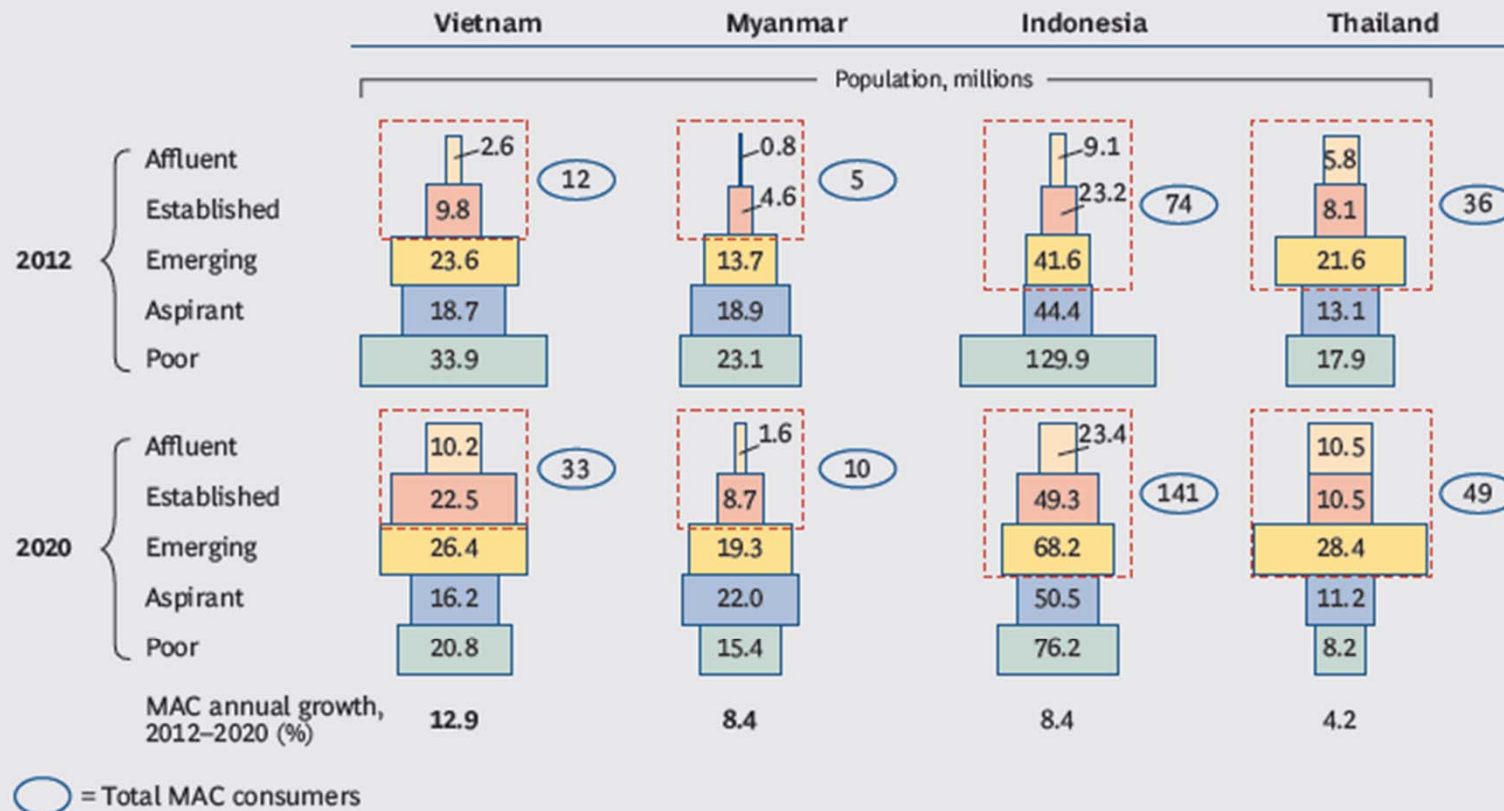 Vietnam Myanmar Indonesia Thailand
Population, millions
Affluent 2.6 0.8 9.1 5.8
12 5 74 36
Established 9.8 4.6 23.2 8.1
2012 Emerging 23.6 13.7 41.6 21.6
Aspirant 18.7 18.9 44.4 13.1
Poor 33.9 23.1 129.9 17.9
Affluent 10.2 1.6 23.4 10.5
33 10 141 49
Established 22.5 8.7 49.3 10.5
2020 Emerging 26.4 19.3 68.2 28.4
Aspirant 16.2 22.0 50.5 11.2
Poor 20.8 15.4 76.2 8.2
MAC annual growth,
2012–2020 (%) 12.9 8.4 8.4 4.2
= Total MAC consumers